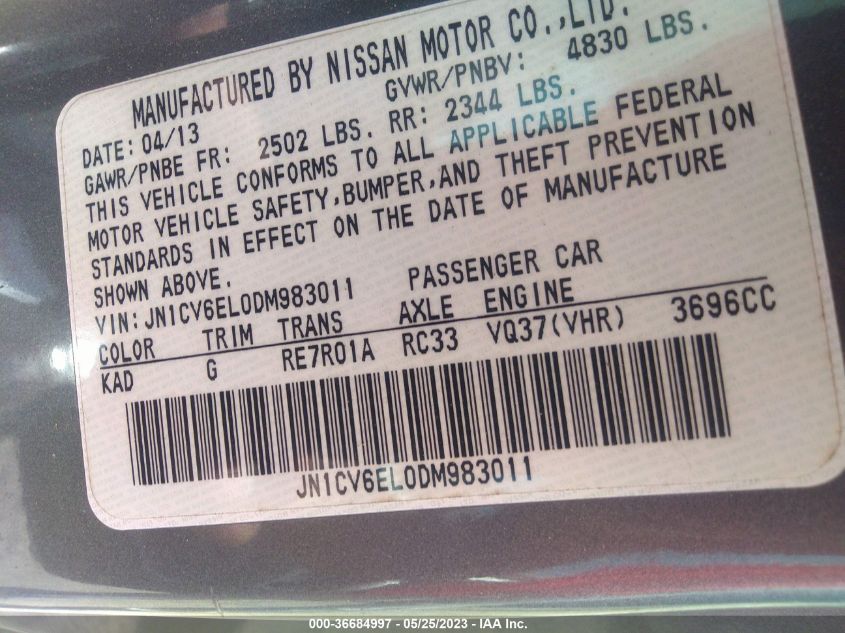 MANUFACTURED BY NISSAN MOTOR CO.,LTD.
DATE: 04/13 GVWR/PNBV: 4830 LBS.
GAWR/PNBE FR: 2502 LBS. RR: 2344 LBS.
THIS VEHICLE CONFORMS TO ALL APPLICABLE FEDERAL
MOTOR VEHICLE SAFETY,BUMPER,AND THEFT PREVENTION
STANDARDS IN EFFECT ON THE DATE OF MANUFACTURE
SHOWN ABOVE.
VIN: JN1CV6EL0DM983011 PASSENGER CAR
COLOR TRIM TRANS AXLE ENGINE
KAD G RE7R01A RC33 VQ37(VHR) 3696CC
JN1CV6EL0DM983011
000-36684997 - 05/25/2023 - IAA Inc.